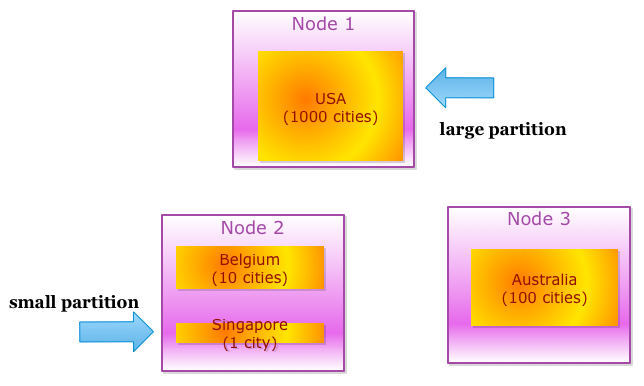 Node 1
USA
(1000 cities)
large partition
Node 2
Belgium
(10 cities)
Singapore
(1 city)
small partition
Node 3
Australia
(100 cities)